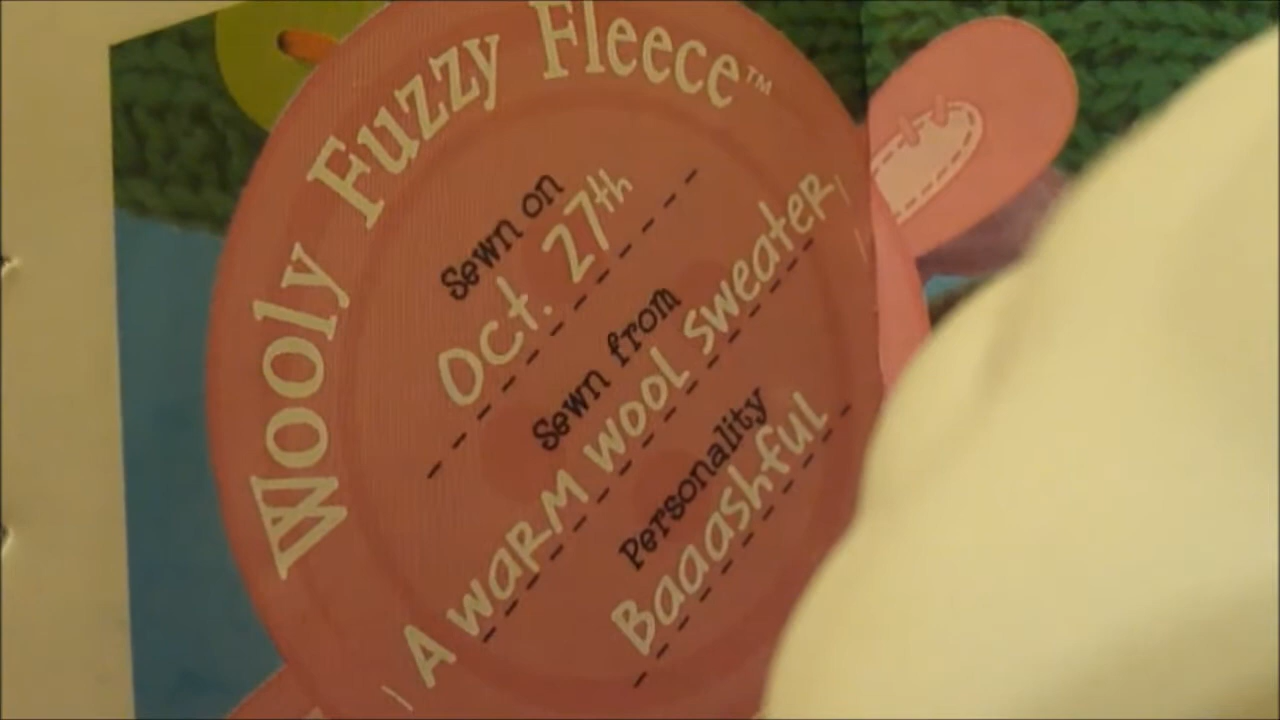 Wooly Fuzzy Fleece™
Sewn on
Oct. 27th
Sewn from
A warm wool sweater
Personality
Baaashful